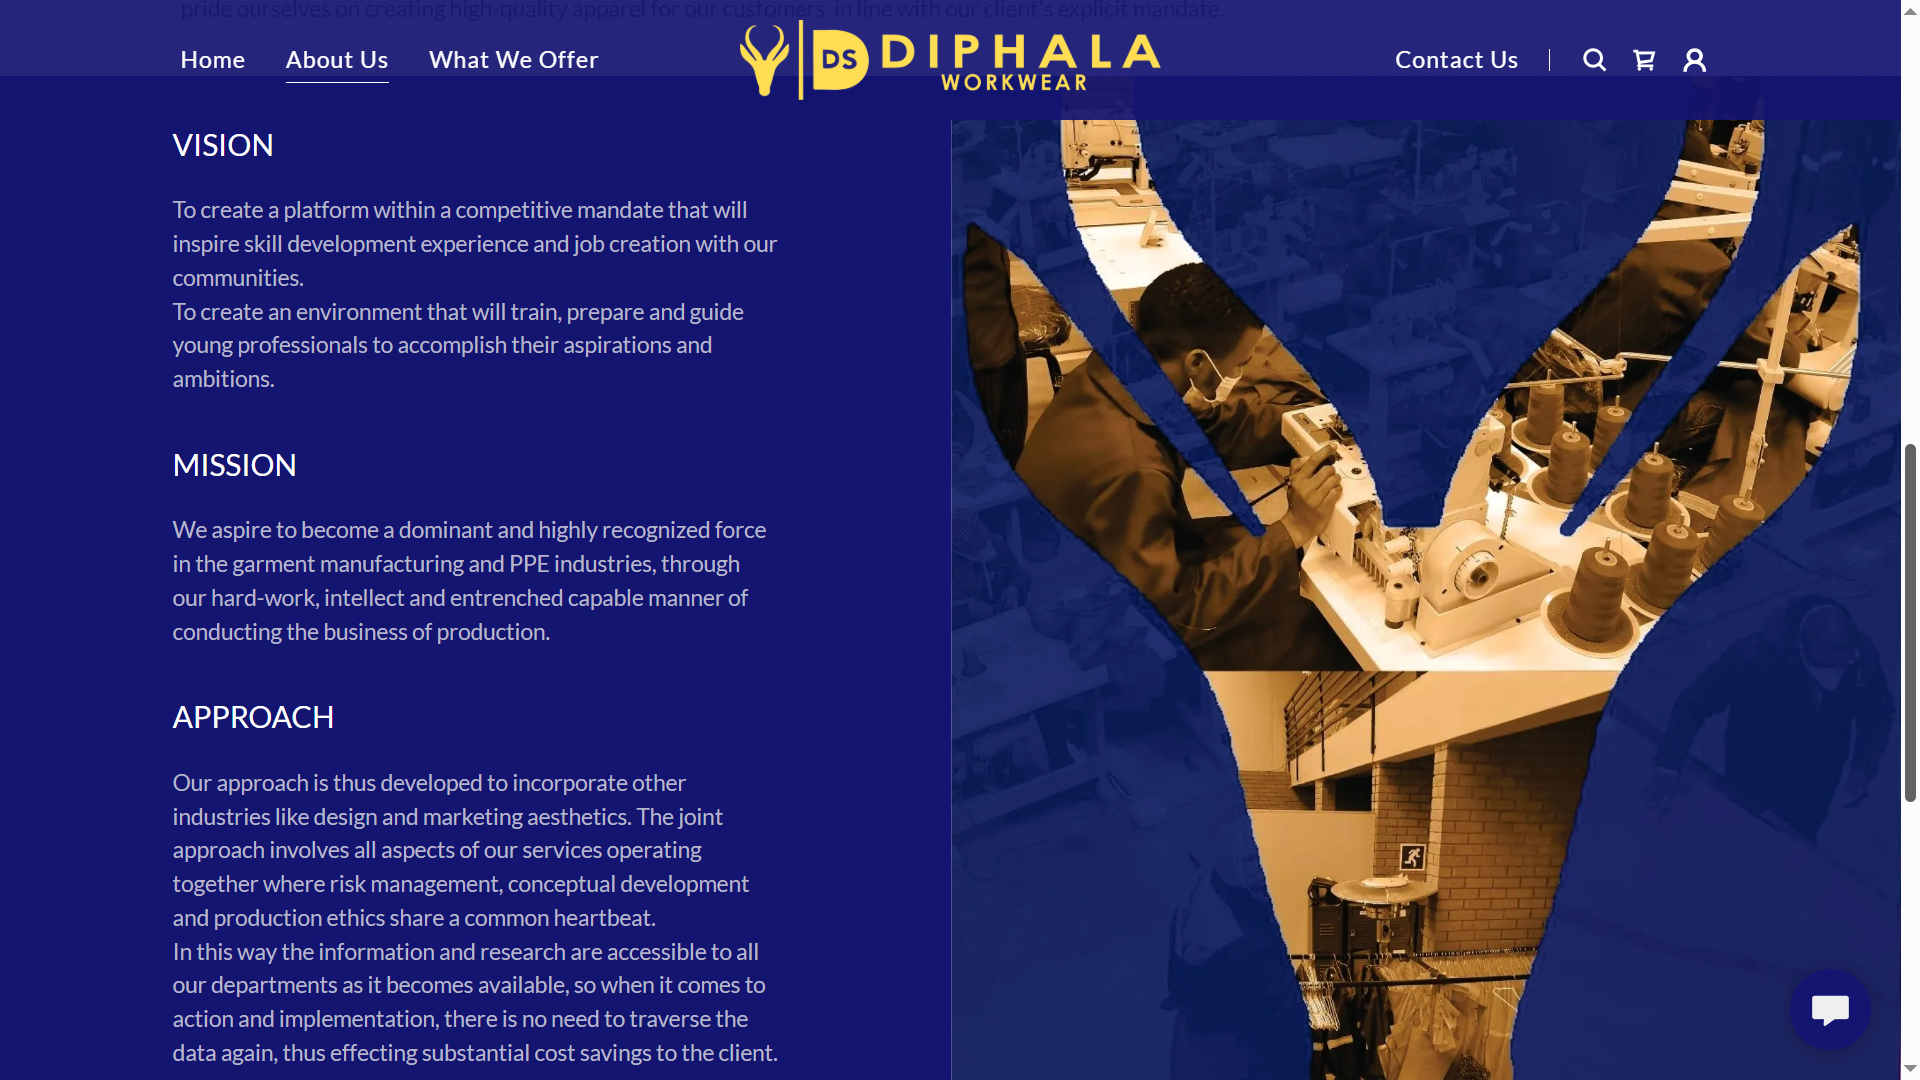 pride ourselves on creating high-quality apparel for our customers in line with our client's explicit mandate.
Home
About Us
What We Offer
DS DIPHALA
WORKWEAR
Contact Us
VISION
To create a platform within a competitive mandate that will
inspire skill development experience and job creation with our
communities.
To create an environment that will train, prepare and guide
young professionals to accomplish their aspirations and
ambitions.
MISSION
We aspire to become a dominant and highly recognized force
in the garment manufacturing and PPE industries, through
our hard-work, intellect and entrenched capable manner of
conducting the business of production.
APPROACH
Our approach is thus developed to incorporate other
industries like design and marketing aesthetics. The joint
approach involves all aspects of our services operating
together where risk management, conceptual development
and production ethics share a common heartbeat.
In this way the information and research are accessible to all
our departments as it becomes available, so when it comes to
action and implementation, there is no need to traverse the
data again, thus effecting substantial cost savings to the client.